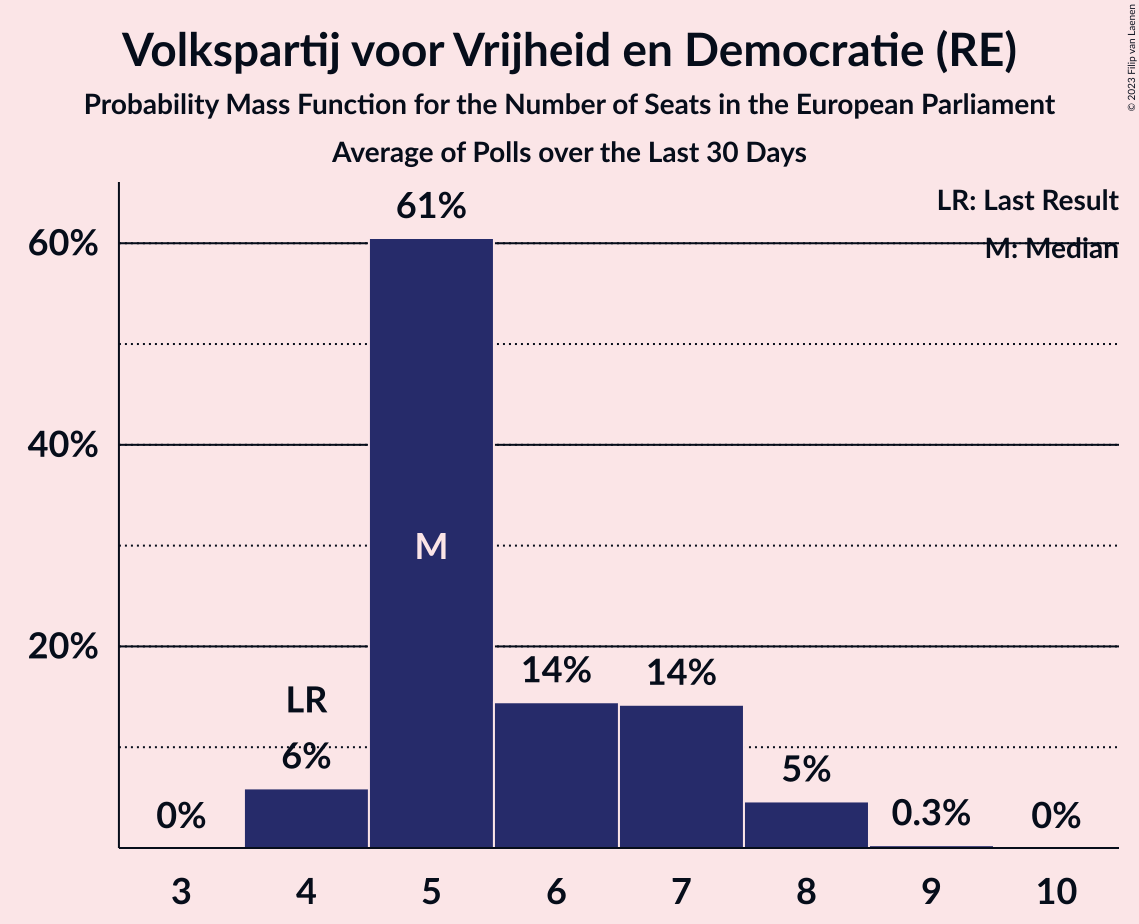 Volkspartij voor Vrijheid en Democratie (RE)
Probability Mass Function for the Number of Seats in the European Parliament
Average of Polls over the Last 30 Days
© 2023 Filip van Laenen
LR: Last Result
M: Median
60%
40%
20%
0%
LR
6%
61%
M
14%
14%
5%
0.3%
0%
3
4
5
6
7
8
9
10